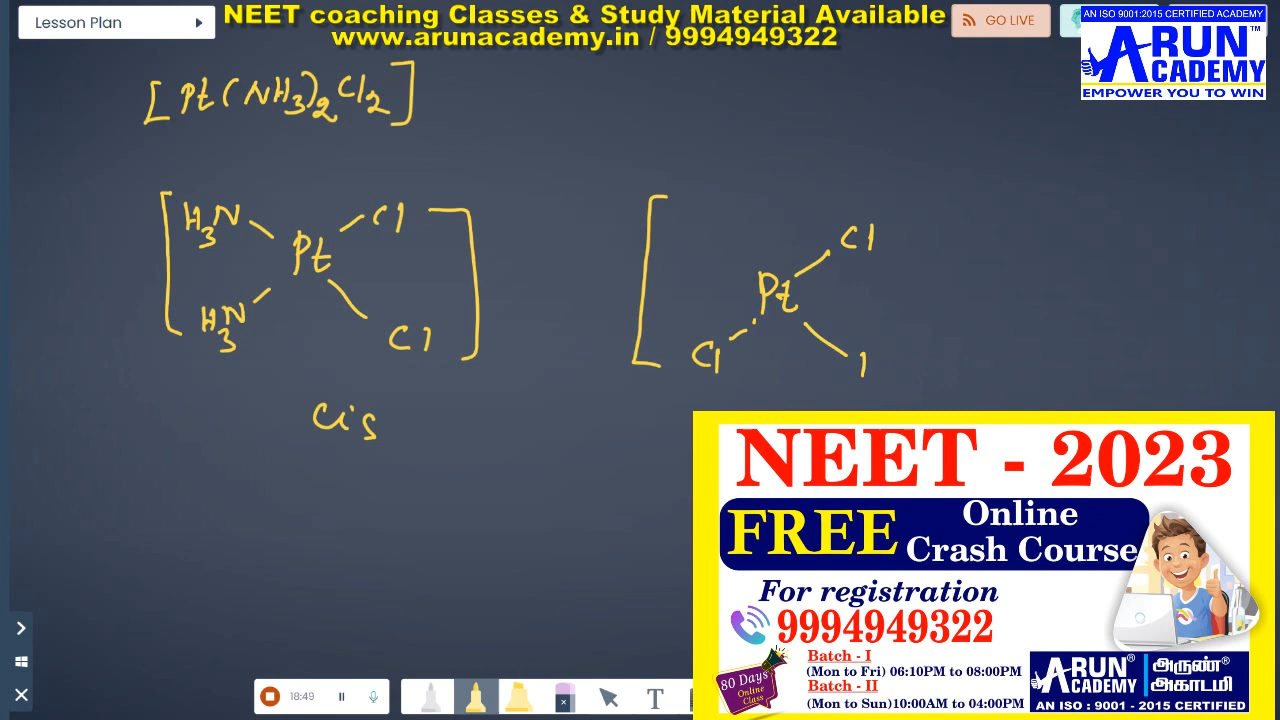 Lesson Plan
NEET coaching Classes & Study Material Available
www.arunacademy.in / 9994949322
GO LIVE
AN ISO 9001:2015 CERTIFIED ACADEMY
ARUN™
ACADEMY
EMPOWER YOU TO WIN
[Pt(NH3)2Cl2]
H3N Cl
Pt
H3N Cl
cis
Cl
Pt
Cl
NEET - 2023
FREE Online
Crash Course
For registration
9994949322
Batch - I
(Mon to Fri) 06:10PM to 08:00PM
Batch - II
(Mon to Sun)10:00AM to 04:00PM
80 Days
Online
Class
ARUN® ACADEMY
அருண்®
அகாடமி
AN ISO : 9001 - 2015 CERTIFIED
18:49
T